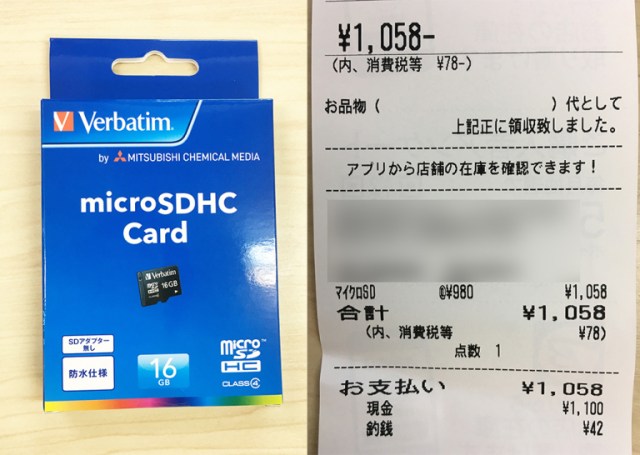 Verbatim.
by MITSUBISHI CHEMICAL MEDIA
microSDHC
Card
Verbatim
16GB
SDアダプター
無し
防水仕様
16
GB
micro
SD
HC
CLASS④
¥1,058-
(内、消費税等 ¥78-)
お品物( )代として
上記正に領収致しました。
アプリから店舗の在庫を確認できます！
マイクロSD @¥980 ¥1,058
合計 ¥1,058
(内、消費税等 ¥78)
点数 1
お支払い ¥1,058
現金 ¥1,100
釣銭 ¥42